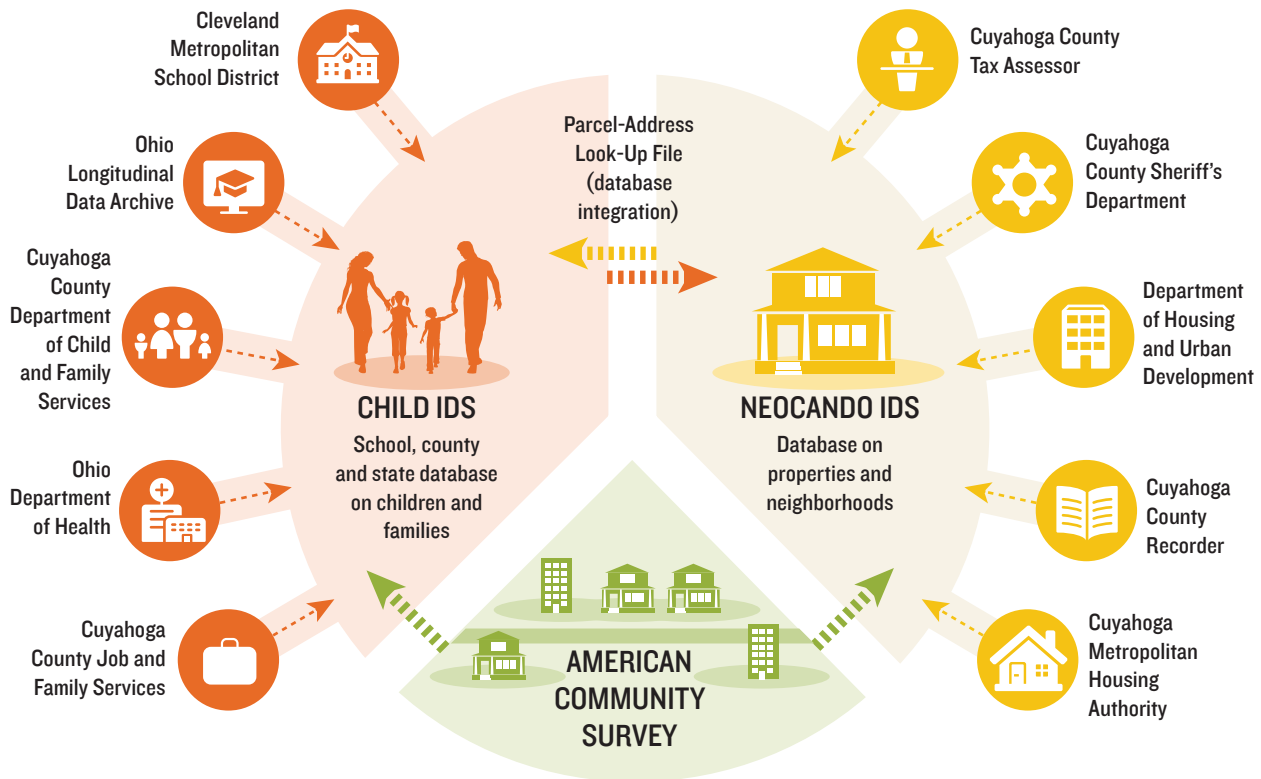 Cleveland
Metropolitan
School District
Ohio
Longitudinal
Data Archive
Cuyahoga
County
Department
of Child
and Family
Services
Ohio
Department
of Health
Cuyahoga
County Job and
Family Services
CHILD IDS
School, county
and state database
on children and
families
Parcel-Address
Look-Up File
(database
integration)
NEOCANDO IDS
Database on
properties and
neighborhoods
AMERICAN
COMMUNITY
SURVEY
Cuyahoga County
Tax Assessor
Cuyahoga
County Sheriff’s
Department
Department
of Housing
and Urban
Development
Cuyahoga
County
Recorder
Cuyahoga
Metropolitan
Housing
Authority